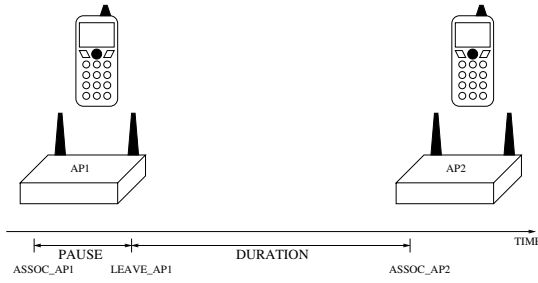 AP1
AP2
TIME
PAUSE
DURATION
ASSOC_AP1
LEAVE_AP1
ASSOC_AP2